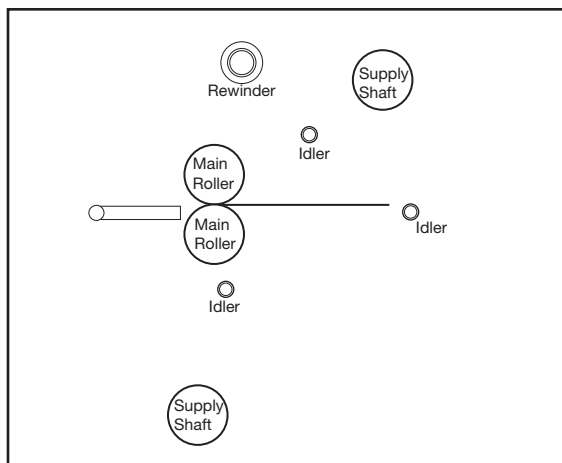 Rewinder
Supply
Shaft
Idler
Main
Roller
Main
Roller
Idler
Idler
Supply
Shaft